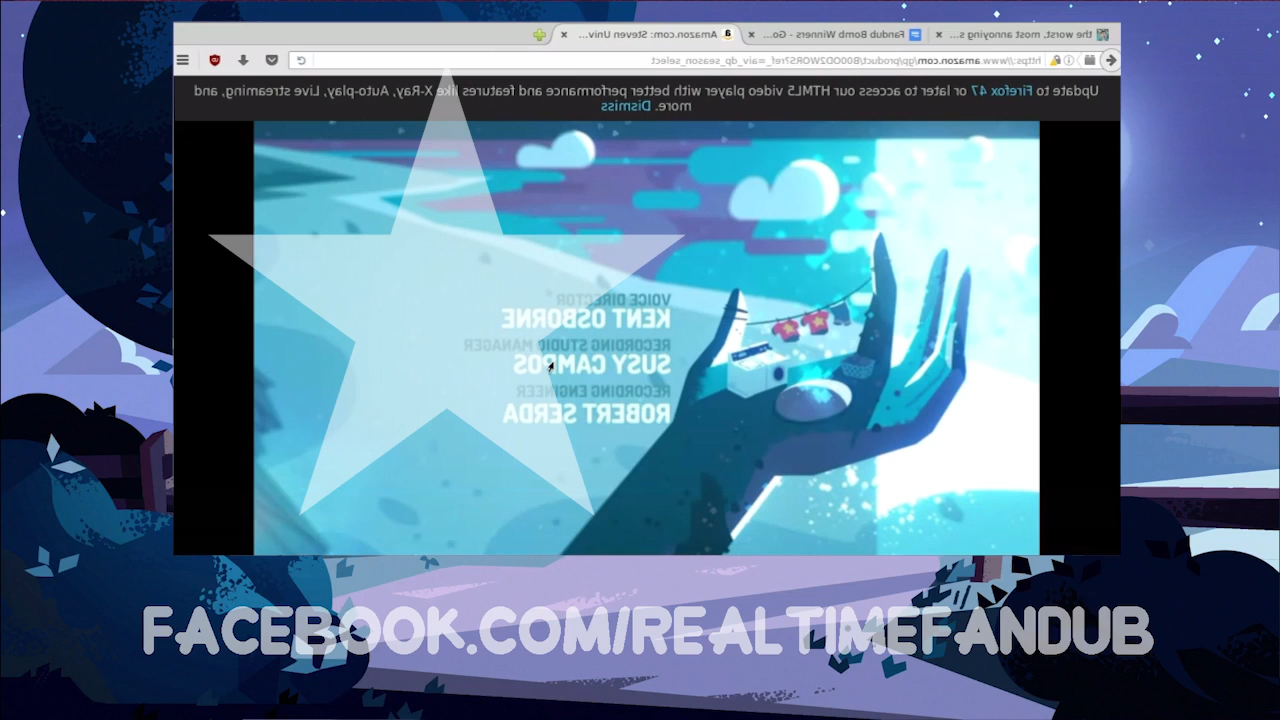 the worst, most annoying s...
Fandub Bomb Winners - Go...
Amazon.com: Steven Univ...
https://www.amazon.com/gp/product/B00OD2WORS?ref_=aiv_dp_season_select
Update to Firefox 47 or later to access our HTML5 video player with better performance and features like X-Ray, Auto-play, Live streaming, and
more. Dismiss
VOICE DIRECTOR
KENT OSBORNE
RECORDING STUDIO MANAGER
SUSY CAMPOS
RECORDING ENGINEER
ROBERT SERDA
FACEBOOK.COM/REALTIMEFANDUB